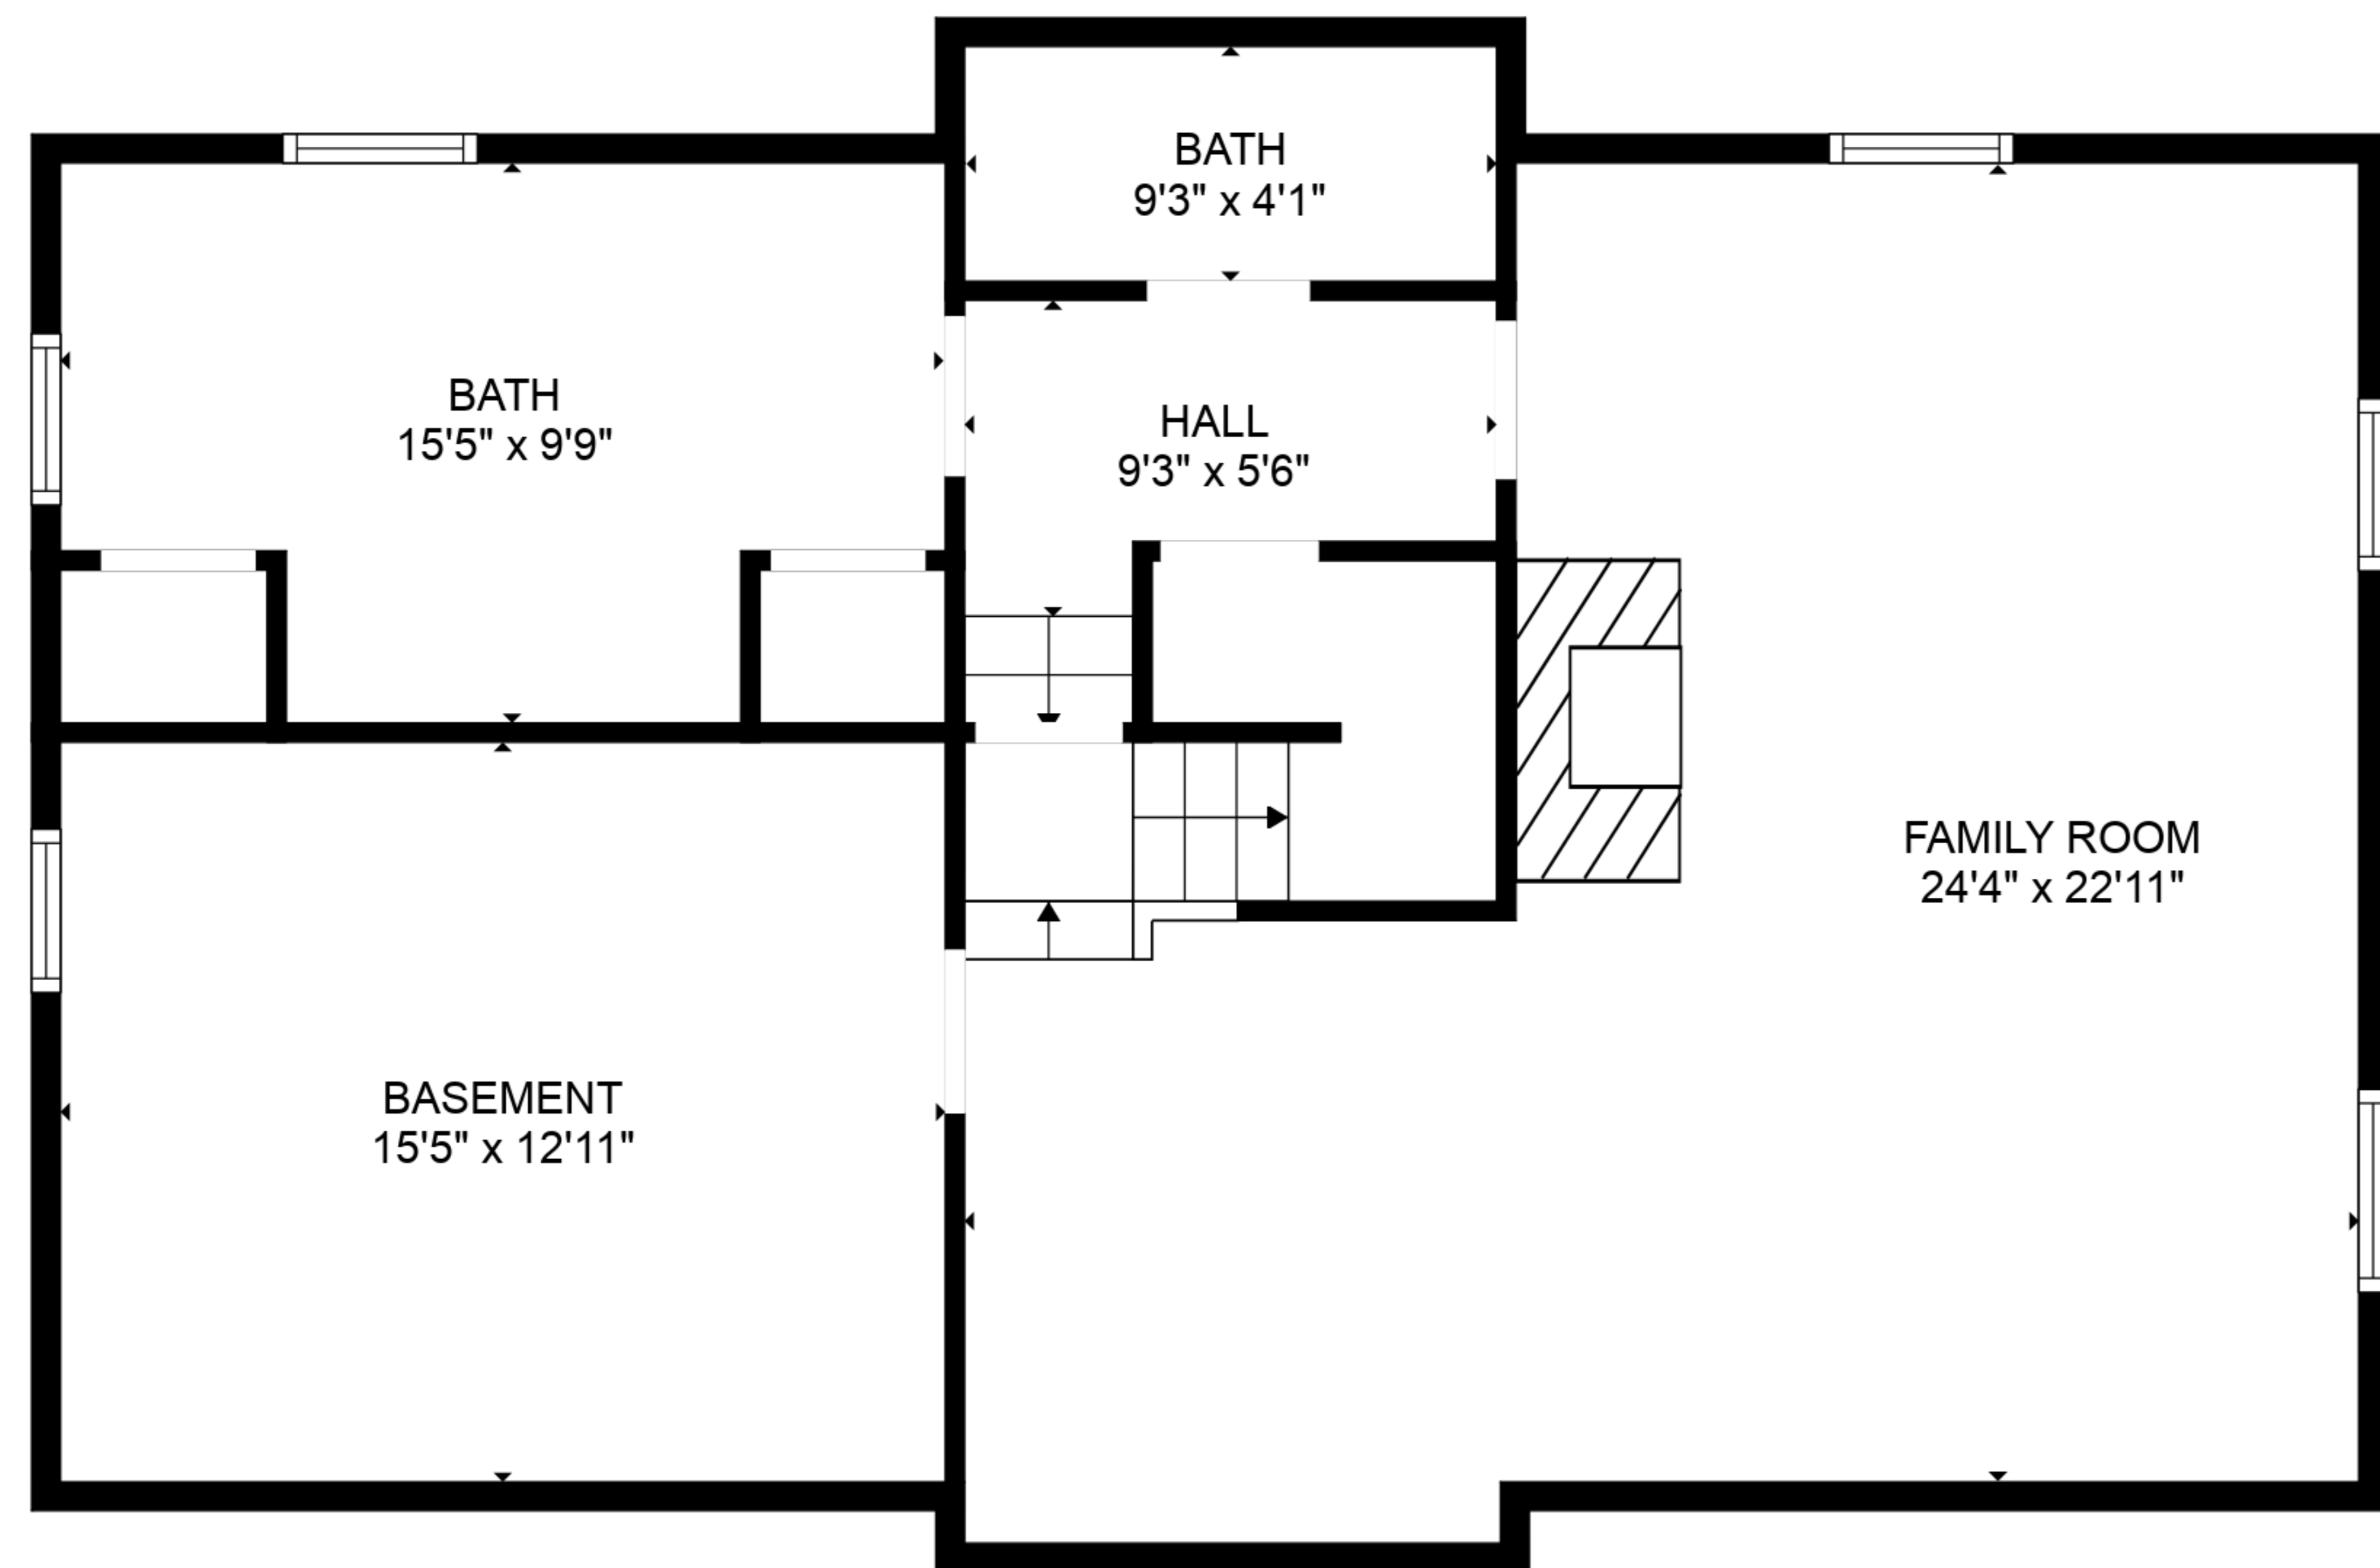 BATH
9'3" x 4'1"
BATH
15'5" x 9'9"
HALL
9'3" x 5'6"
FAMILY ROOM
24'4" x 22'11"
BASEMENT
15'5" x 12'11"